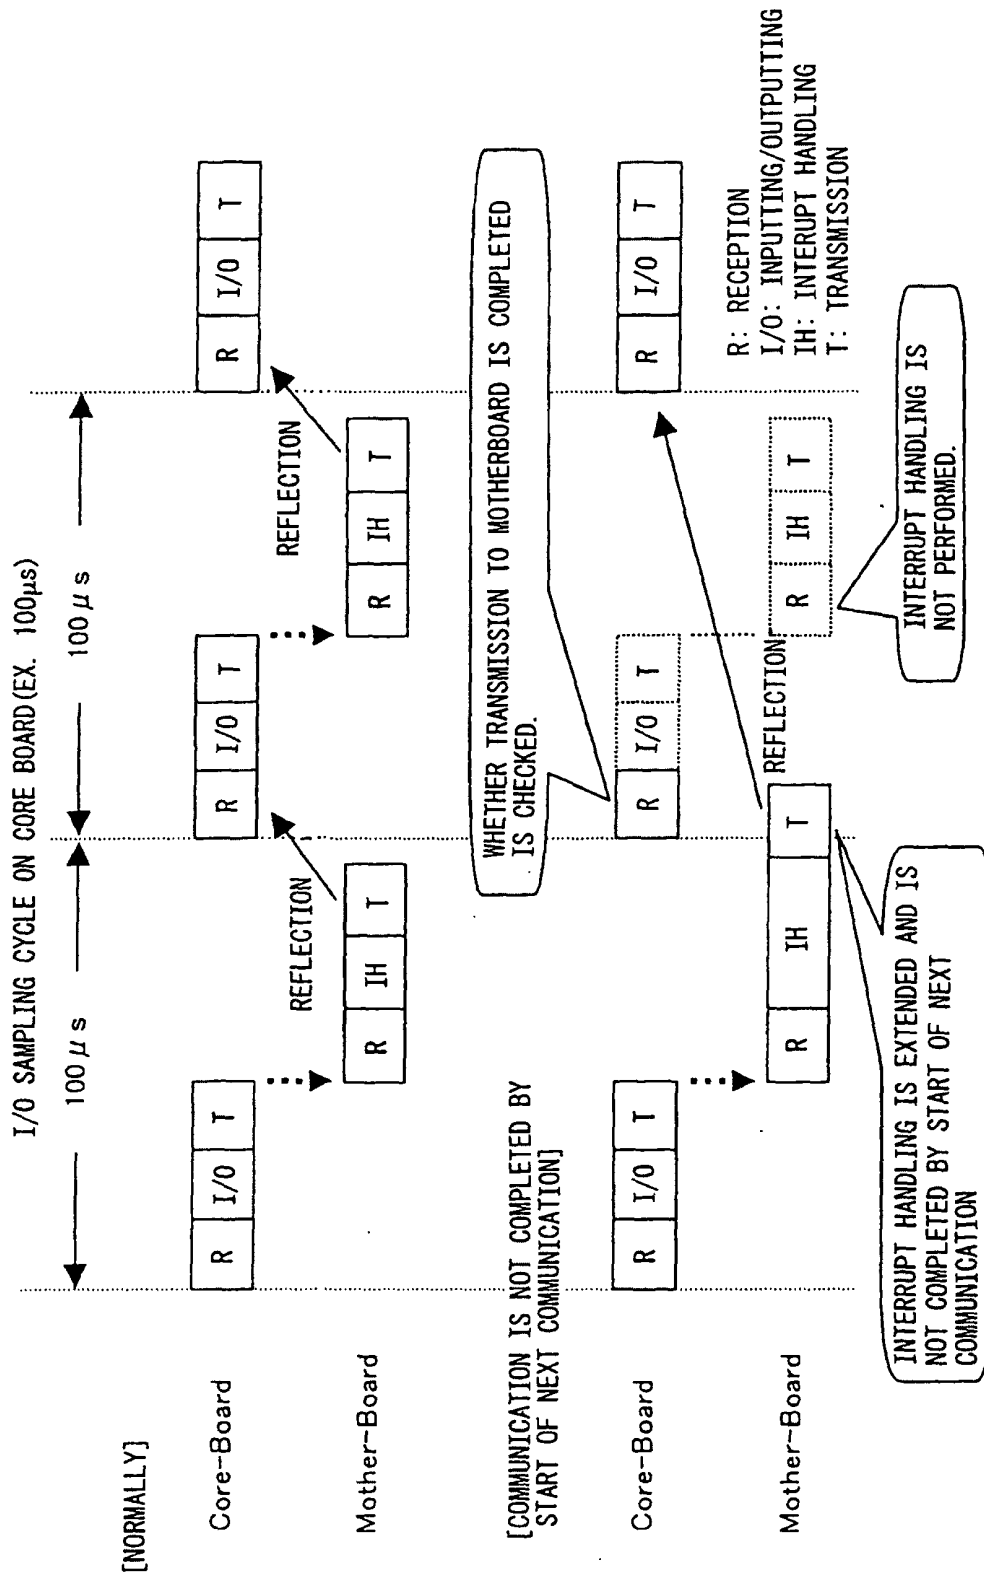 I/O SAMPLING CYCLE ON CORE BOARD(EX. 100μs)
100μs
100μs
[NORMALLY]
Core-Board
R I/O T
R I/O T
R I/O T
REFLECTION
REFLECTION
Mother-Board
R IH T
R IH T
[COMMUNICATION IS NOT COMPLETED BY
START OF NEXT COMMUNICATION]
WHETHER TRANSMISSION TO MOTHERBOARD IS COMPLETED
IS CHECKED.
Core-Board
R I/O T
R I/O T
R I/O T
REFLECTION
Mother-Board
R IH T
R IH T
R: RECEPTION
I/O: INPUTTING/OUTPUTTING
IH: INTERUPT HANDLING
T: TRANSMISSION
INTERRUPT HANDLING IS EXTENDED AND IS
NOT COMPLETED BY START OF NEXT
COMMUNICATION
INTERRUPT HANDLING IS
NOT PERFORMED.